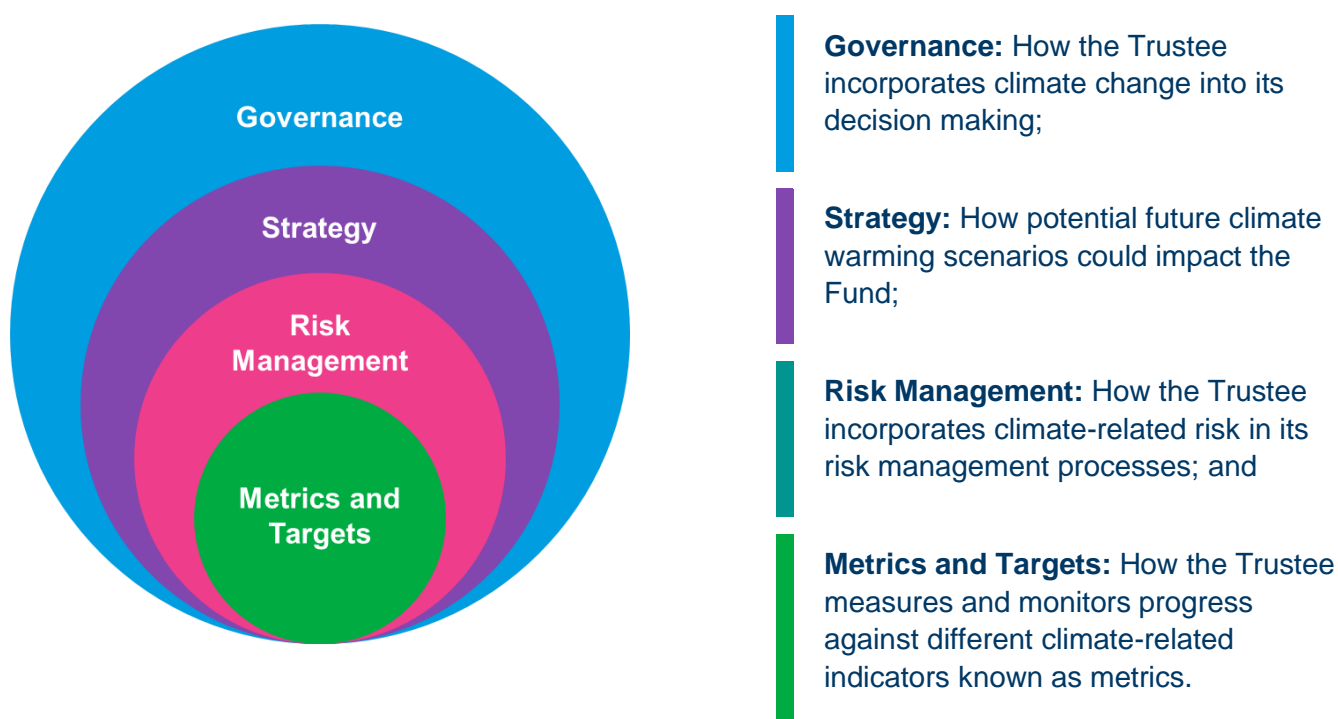 Governance
Strategy
Risk
Management
Metrics and
Targets
Governance: How the Trustee
incorporates climate change into its
decision making;
Strategy: How potential future climate
warming scenarios could impact the
Fund;
Risk Management: How the Trustee
incorporates climate-related risk in its
risk management processes; and
Metrics and Targets: How the Trustee
measures and monitors progress
against different climate-related
indicators known as metrics.